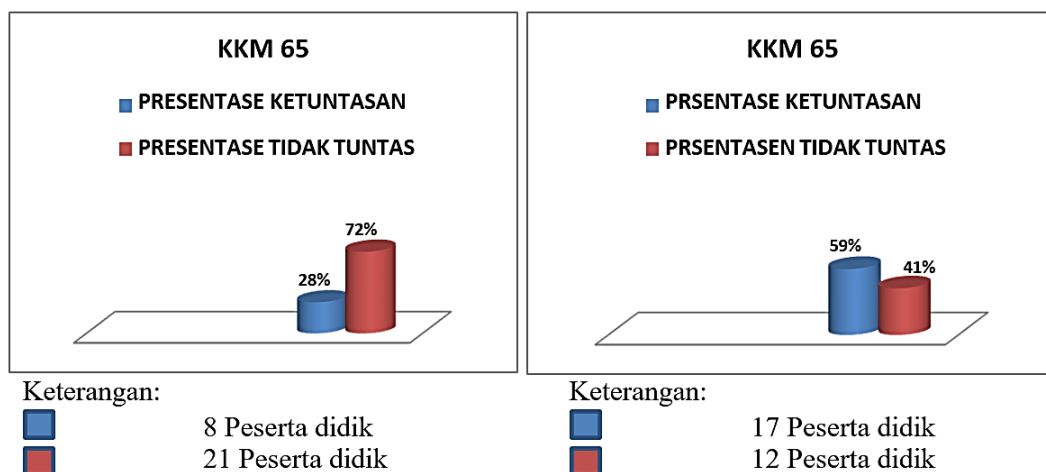 KKM 65
PRESENTASE KETUNTASAN
PRESENTASE TIDAK TUNTAS
72%
28%
Keterangan:
8 Peserta didik
21 Peserta didik
KKM 65
PRSENTASE KETUNTASAN
PRSENTASEN TIDAK TUNTAS
59%
41%
Keterangan:
17 Peserta didik
12 Peserta didik